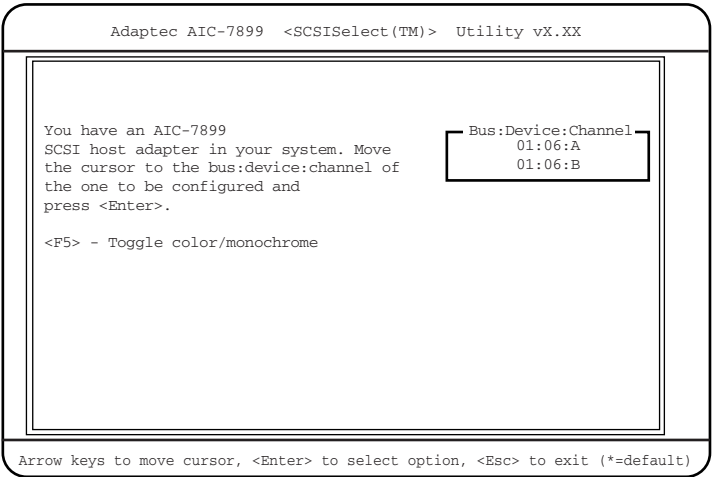 Adaptec AIC-7899 <SCSISelect(TM)> Utility vX.XX
You have an AIC-7899
SCSI host adapter in your system. Move
the cursor to the bus:device:channel of
the one to be configured and
press <Enter>.
<F5> - Toggle color/monochrome
Bus:Device:Channel
01:06:A
01:06:B
Arrow keys to move cursor, <Enter> to select option, <Esc> to exit (*=default)